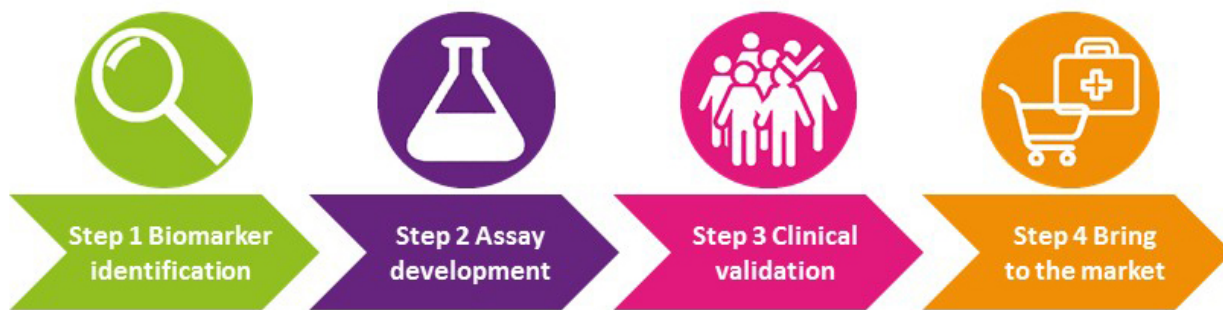 Step 1 Biomarker
identification
Step 2 Assay
development
Step 3 Clinical
validation
Step 4 Bring
to the market